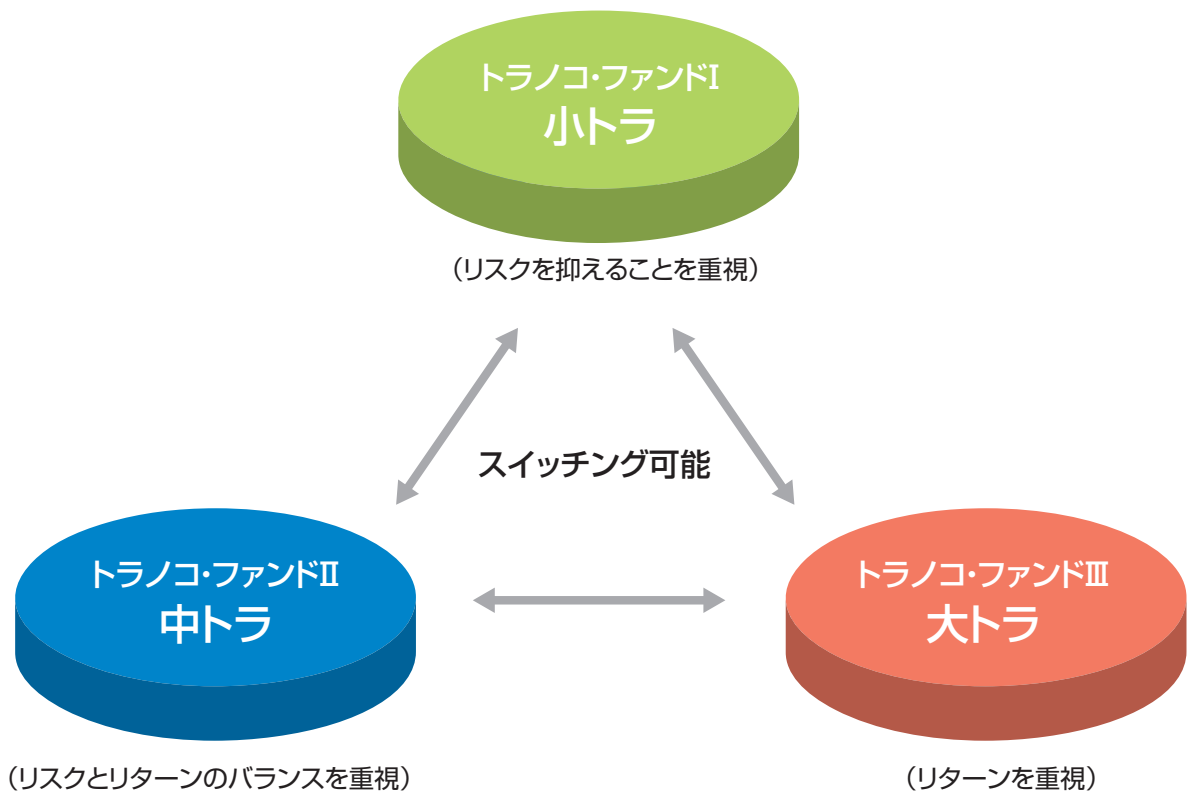 トラノコ・ファンドⅠ
小トラ
（リスクを抑えることを重視）
スイッチング可能
トラノコ・ファンドⅡ
中トラ
（リスクとリターンのバランスを重視）
トラノコ・ファンドⅢ
大トラ
（リターンを重視）